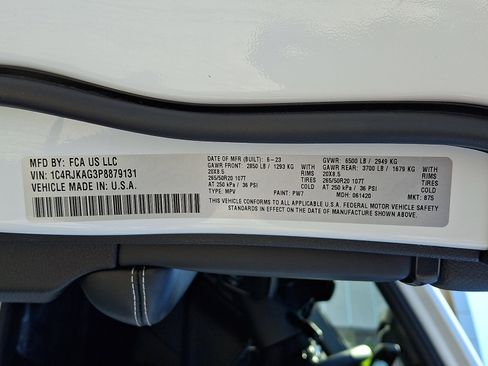 MFD BY: FCA US LLC
VIN: 1C4RJKAG3P8879131
VEHICLE MADE IN: U.S.A.
DATE OF MFR (BUILT): 6-23 GVWR: 6500 LB / 2949 KG
GAWR FRONT: 2850 LB / 1293 KG WITH GAWR REAR: 3700 LB / 1679 KG WITH
20X8.5 RIMS 20X8.5 RIMS
265/50R20 107T TIRES 265/50R20 107T TIRES
AT 250 kPa / 36 PSI COLD AT 250 kPa / 36 PSI COLD
TYPE: MPV PAINT: PW7 MOH: 061420 MKT: 875
THIS VEHICLE CONFORMS TO ALL APPLICABLE U.S.A. FEDERAL MOTOR VEHICLE SAFETY
STANDARDS IN EFFECT ON THE DATE OF MANUFACTURE SHOWN ABOVE.